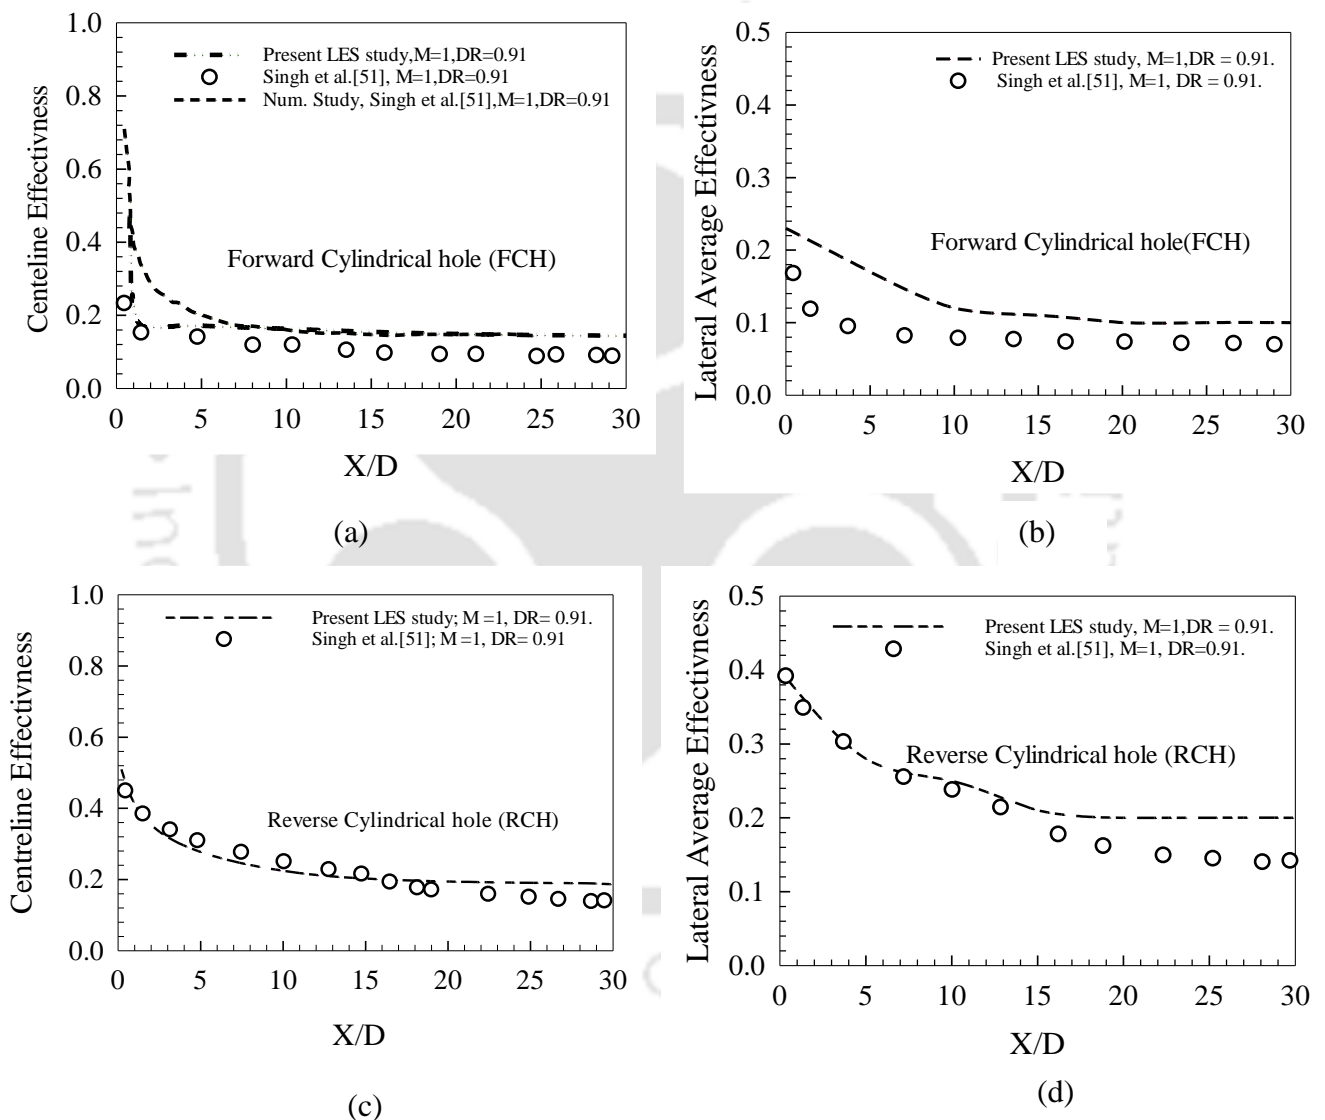 1.0
0.8
0.6
0.4
0.2
0.0
0 5 10 15 20 25 30
Centeline Effectivness
X/D
Present LES study,M=1,DR=0.91
Singh et al.[51], M=1,DR=0.91
Num. Study, Singh et al.[51],M=1,DR=0.91
Forward Cylindrical hole (FCH)
(a)
0.5
0.4
0.3
0.2
0.1
0.0
0 5 10 15 20 25 30
Lateral Average Effectivness
X/D
Present LES study, M=1, DR = 0.91.
Singh et al.[51], M=1, DR = 0.91.
Forward Cylindrical hole(FCH)
(b)
1.0
0.8
0.6
0.4
0.2
0.0
0 5 10 15 20 25 30
Centreline Effectivness
X/D
Present LES study; M =1, DR= 0.91.
Singh et al.[51]; M =1, DR= 0.91
Reverse Cylindrical hole (RCH)
(c)
0.5
0.4
0.3
0.2
0.1
0.0
0 5 10 15 20 25 30
Lateral Average Effectivness
X/D
Present LES study, M=1,DR = 0.91.
Singh et al.[51], M=1, DR=0.91.
Reverse Cylindrical hole (RCH)
(d)